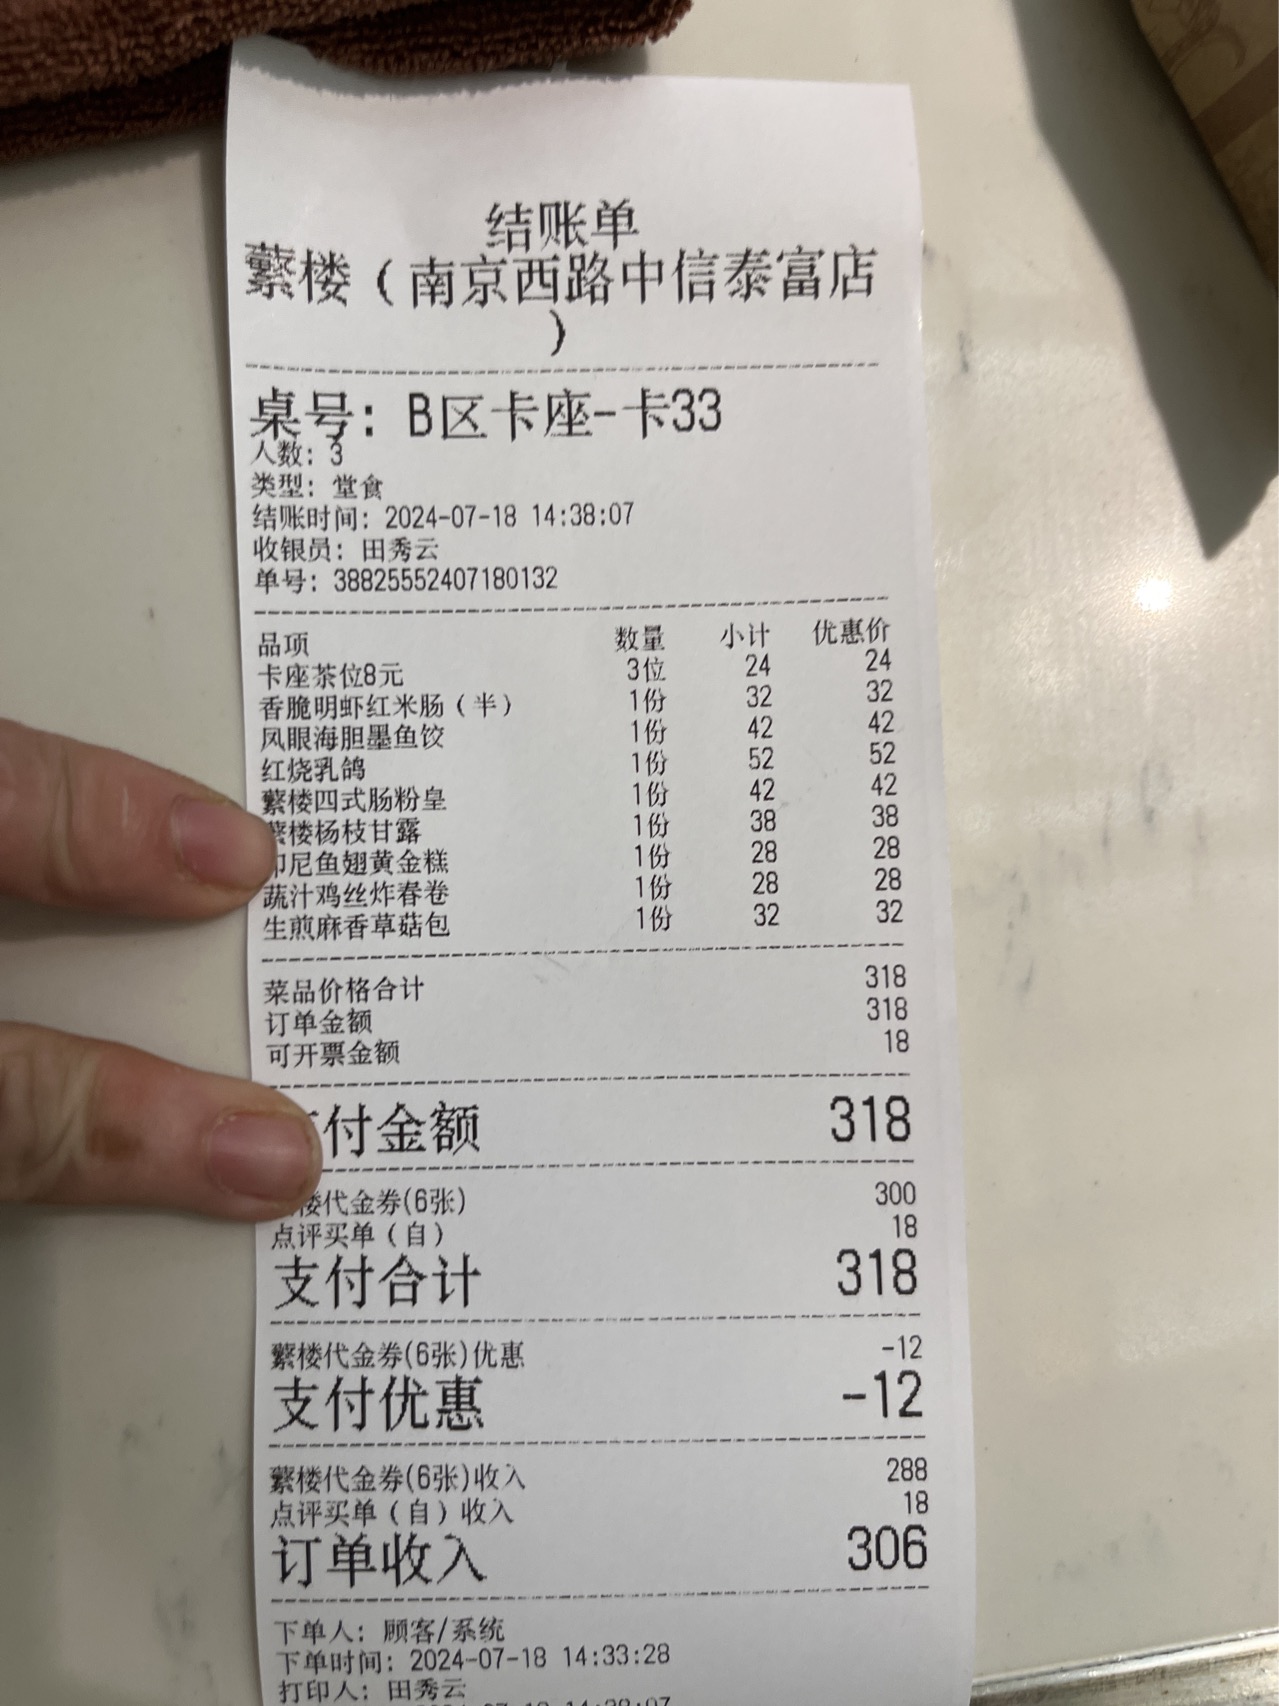 结账单
蘩楼（南京西路中信泰富店
）
桌号：B区卡座-卡33
人数：3
类型：堂食
结账时间：2024-07-18 14:38:07
收银员：田秀云
单号：38825552407180132
品项 数量 小计 优惠价
卡座茶位8元 3位 24 24
香脆明虾红米肠（半） 1份 32 32
凤眼海胆墨鱼饺 1份 42 42
红烧乳鸽 1份 52 52
蘩楼四式肠粉皇 1份 42 42
蘩楼杨枝甘露 1份 38 38
印尼鱼翅黄金糕 1份 28 28
蔬汁鸡丝炸春卷 1份 28 28
生煎麻香草菇包 1份 32 32
菜品价格合计 318
订单金额 318
可开票金额 18
支付金额 318
蘩楼代金券(6张) 300
点评买单（自） 18
支付合计 318
蘩楼代金券(6张)优惠 -12
支付优惠 -12
蘩楼代金券(6张)收入 288
点评买单（自）收入 18
订单收入 306
下单人：顾客/系统
下单时间：2024-07-18 14:33:28
打印人：田秀云